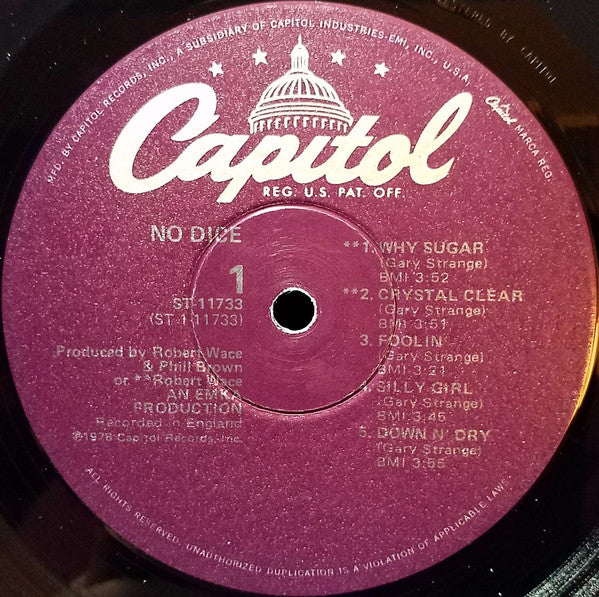 MFD. BY CAPITOL RECORDS, INC., A SUBSIDIARY OF CAPITOL INDUSTRIES-EMI, INC., U.S.A.
Capitol MARCA REG.
Capitol
REG. U.S. PAT. OFF.
NO DICE
1
ST-11733
(ST-1-11733)
Produced by Robert Wace
& Phill Brown
or **Robert Wace
AN EMKA
PRODUCTION
Recorded in England
℗1978 Capitol Records, Inc.
**1. WHY SUGAR
(Gary Strange)
BMI 3:52
**2. CRYSTAL CLEAR
(Gary Strange)
BMI 3:51
3. FOOLIN'
(Gary Strange)
BMI 3:21
4. SILLY GIRL
(Gary Strange)
BMI 3:45
5. DOWN N' DRY
(Gary Strange)
BMI 3:55
ALL RIGHTS RESERVED. UNAUTHORIZED DUPLICATION IS A VIOLATION OF APPLICABLE LAWS.
BY CAPITOL